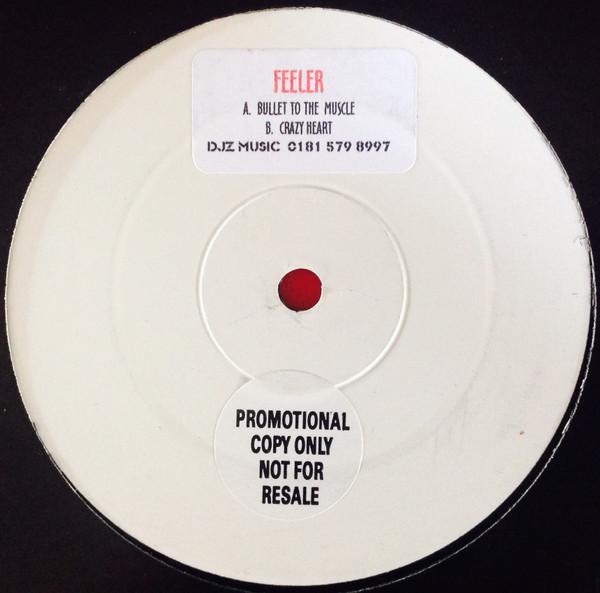 FEELER
A. BULLET TO THE MUSCLE
B. CRAZY HEART
DJZ MUSIC 0181 579 8997
PROMOTIONAL
COPY ONLY
NOT FOR
RESALE